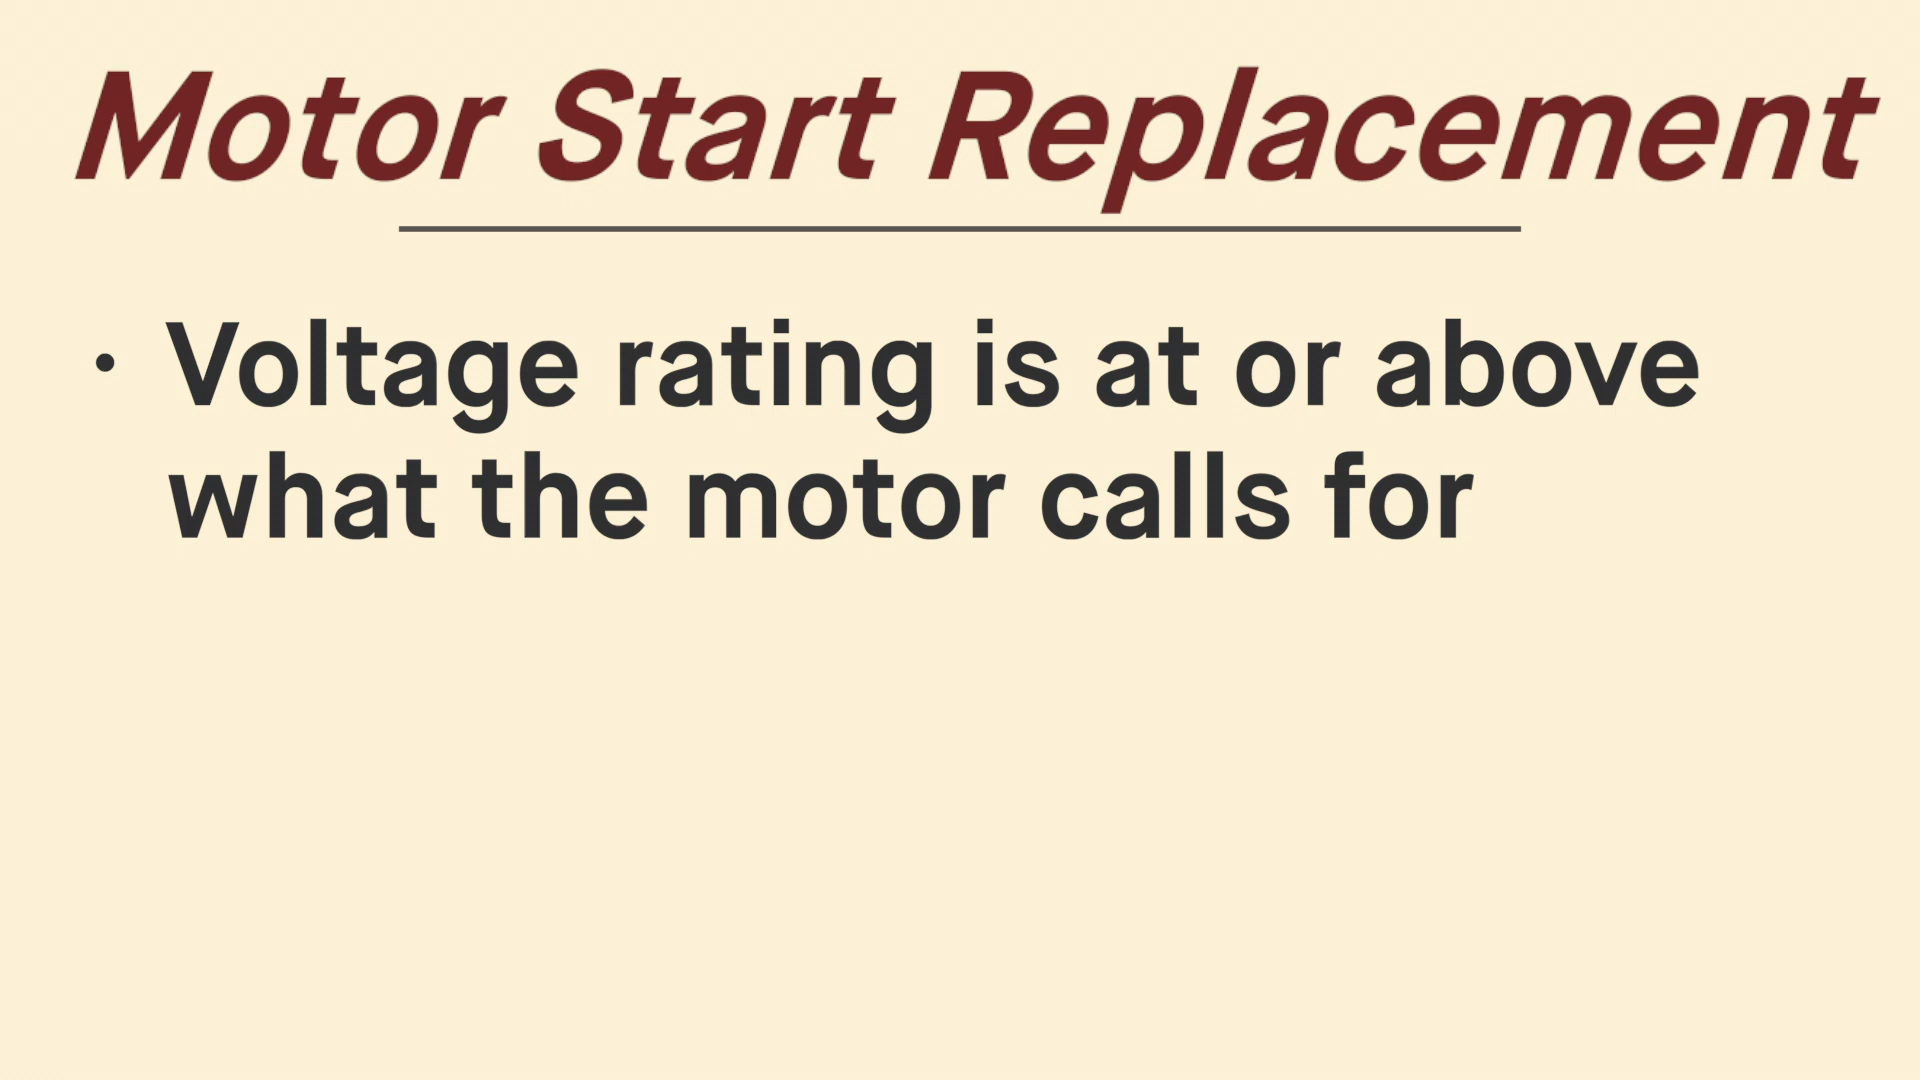 Motor Start Replacement
• Voltage rating is at or above
what the motor calls for